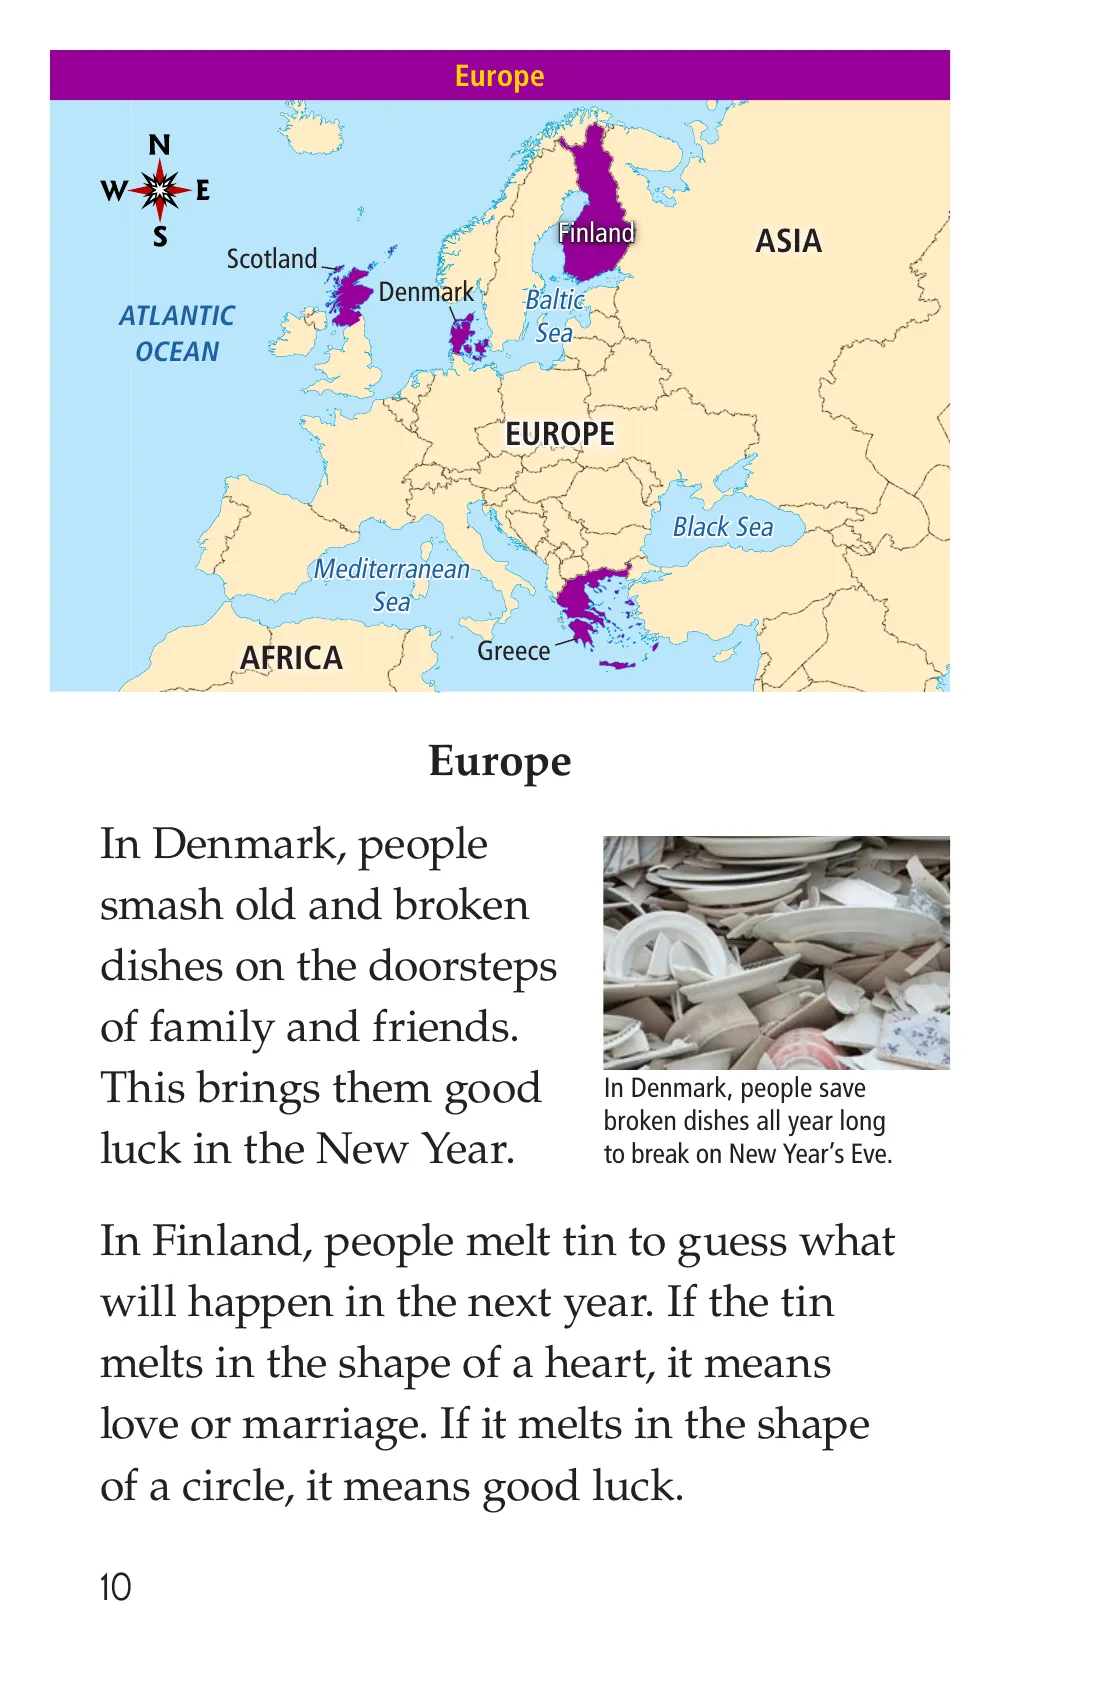 Europe
N
W E
S
Scotland
Finland
ASIA
Denmark
ATLANTIC
OCEAN
Baltic
Sea
EUROPE
Black Sea
Mediterranean
Sea
AFRICA
Greece
Europe
In Denmark, people
smash old and broken
dishes on the doorsteps
of family and friends.
This brings them good
luck in the New Year.
In Denmark, people save
broken dishes all year long
to break on New Year’s Eve.
In Finland, people melt tin to guess what
will happen in the next year. If the tin
melts in the shape of a heart, it means
love or marriage. If it melts in the shape
of a circle, it means good luck.
10